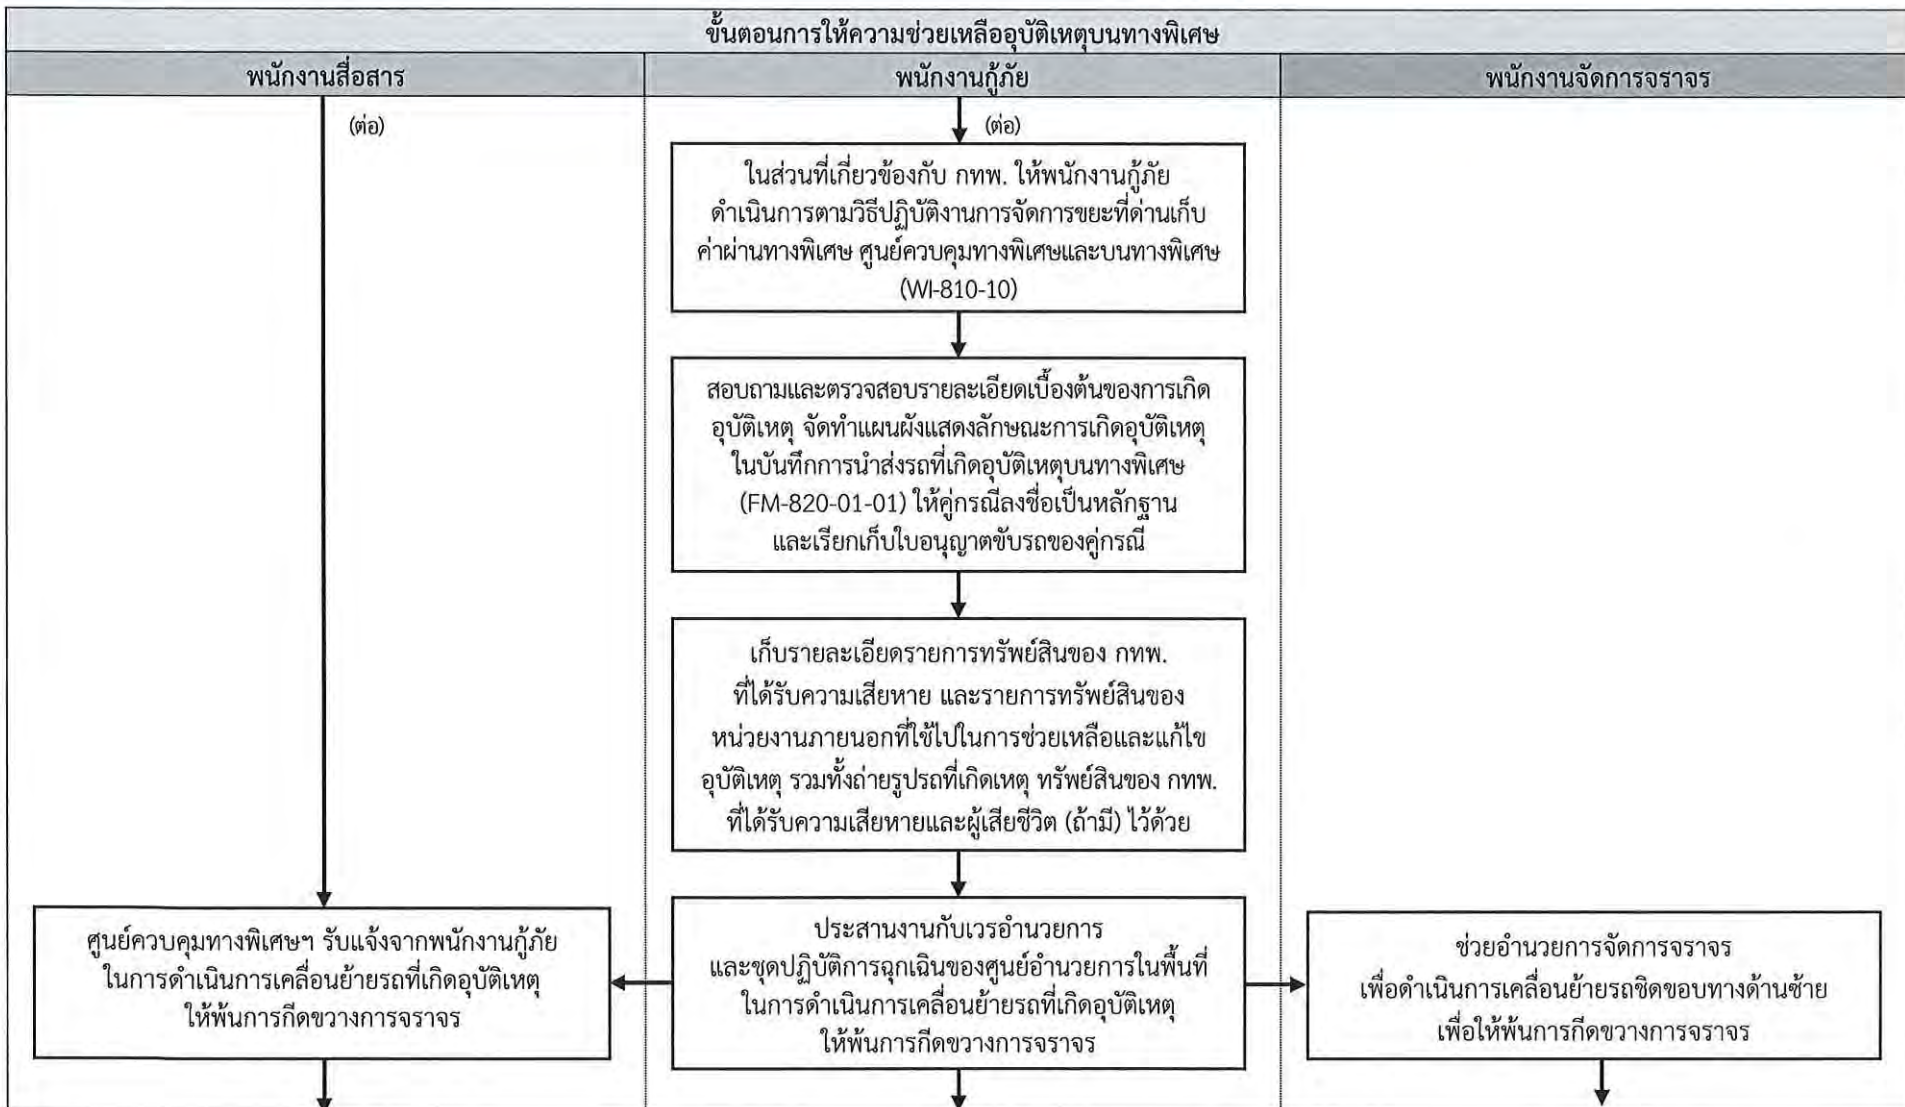 ขั้นตอนการให้ความช่วยเหลืออุบัติเหตุบนทางพิเศษ
พนักงานสื่อสาร
พนักงานกู้ภัย
พนักงานจัดการจราจร
(ต่อ)
(ต่อ)
ในส่วนที่เกี่ยวข้องกับ กทพ. ให้พนักงานกู้ภัย
ดำเนินการตามวิธีปฏิบัติงานการจัดการขยะที่ด่านเก็บ
ค่าผ่านทางพิเศษ ศูนย์ควบคุมทางพิเศษและบนทางพิเศษ
(WI-810-10)
สอบถามและตรวจสอบรายละเอียดเบื้องต้นของการเกิด
อุบัติเหตุ จัดทำแผนผังแสดงลักษณะการเกิดอุบัติเหตุ
ในบันทึกการนำส่งรถที่เกิดอุบัติเหตุบนทางพิเศษ
(FM-820-01-01) ให้คู่กรณีลงชื่อเป็นหลักฐาน
และเรียกเก็บใบอนุญาตขับรถของคู่กรณี
เก็บรายละเอียดรายการทรัพย์สินของ กทพ.
ที่ได้รับความเสียหาย และรายการทรัพย์สินของ
หน่วยงานภายนอกที่ใช้ไปในการช่วยเหลือและแก้ไข
อุบัติเหตุ รวมทั้งถ่ายรูปรถที่เกิดเหตุ ทรัพย์สินของ กทพ.
ที่ได้รับความเสียหายและผู้เสียชีวิต (ถ้ามี) ไว้ด้วย
ศูนย์ควบคุมทางพิเศษฯ รับแจ้งจากพนักงานกู้ภัย
ในการดำเนินการเคลื่อนย้ายรถที่เกิดอุบัติเหตุ
ให้พ้นการกีดขวางการจราจร
ประสานงานกับเวรอำนวยการ
และชุดปฏิบัติการฉุกเฉินของศูนย์อำนวยการในพื้นที่
ในการดำเนินการเคลื่อนย้ายรถที่เกิดอุบัติเหตุ
ให้พ้นการกีดขวางการจราจร
ช่วยอำนวยการจัดการจราจร
เพื่อดำเนินการเคลื่อนย้ายรถชิดขอบทางด้านซ้าย
เพื่อให้พ้นการกีดขวางการจราจร